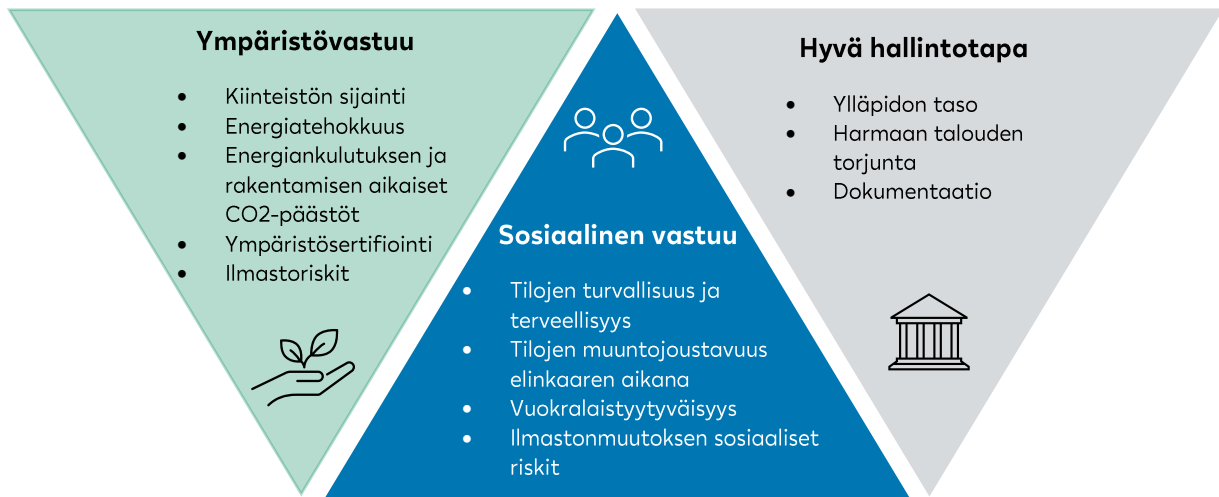 Ympäristövastuu
• Kiinteistön sijainti
• Energiatehokkuus
• Energiankulutuksen ja
rakentamisen aikaiset
CO2-päästöt
• Ympäristösertifiointi
• Ilmastoriskit
Sosiaalinen vastuu
• Tilojen turvallisuus ja
terveellisyys
• Tilojen muuntojoustavuus
elinkaaren aikana
• Vuokralaistyytyväisyys
• Ilmastonmuutoksen sosiaaliset
riskit
Hyvä hallintotapa
• Ylläpidon taso
• Harmaan talouden
torjunta
• Dokumentaatio